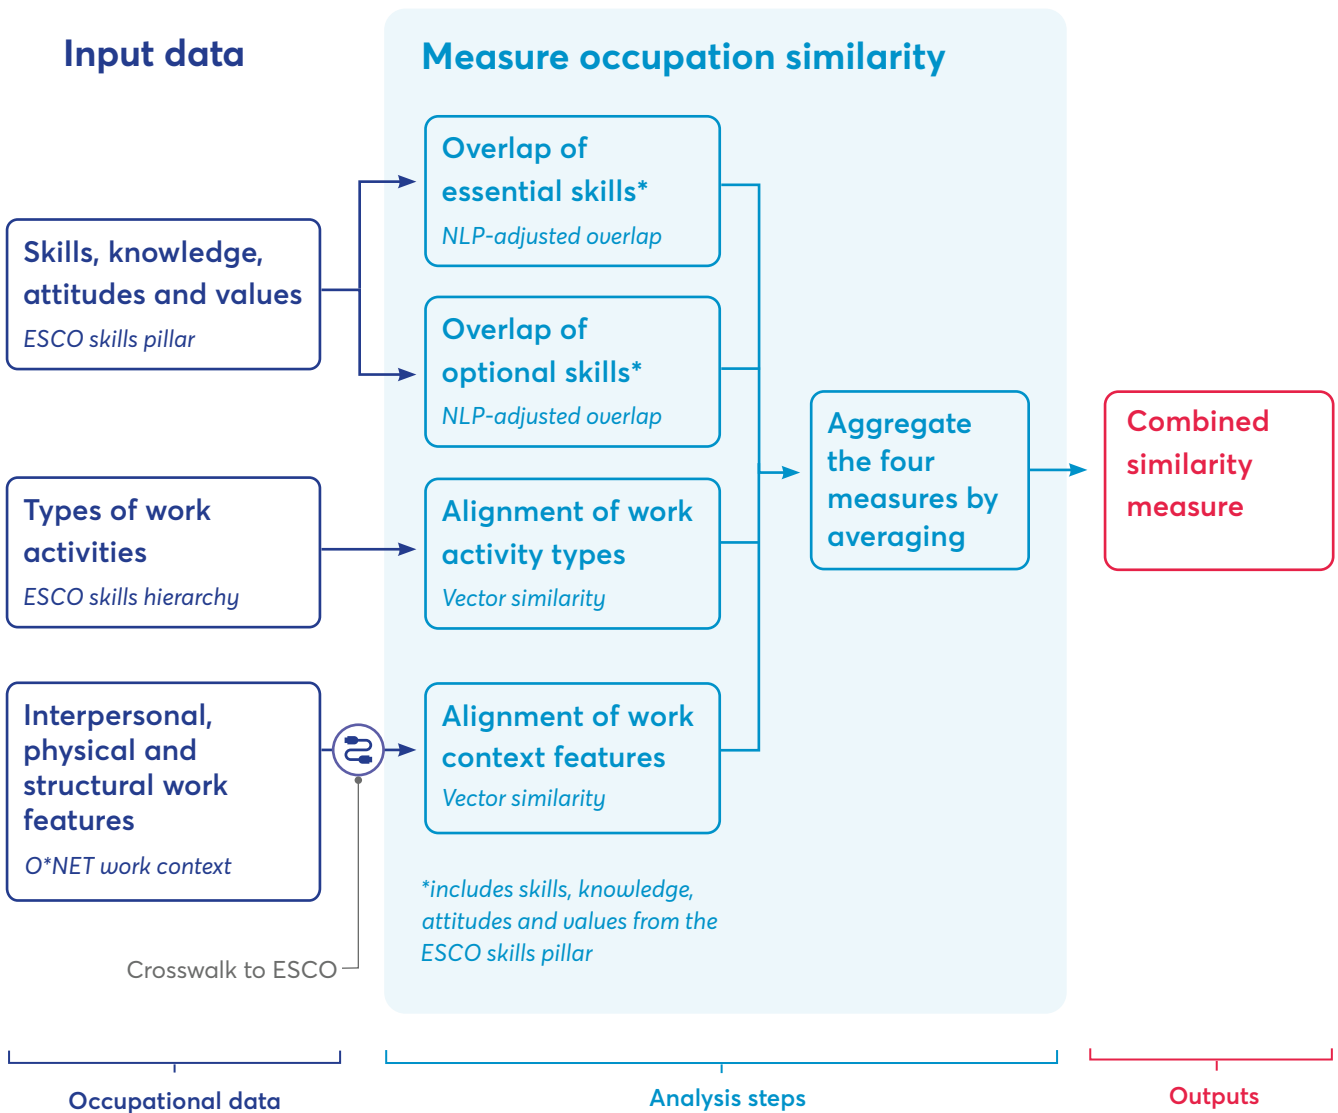 Input data
Measure occupation similarity
Skills, knowledge,
attitudes and values
ESCO skills pillar
Types of work
activities
ESCO skills hierarchy
Interpersonal,
physical and
structural work
features
O*NET work context
Crosswalk to ESCO
Overlap of
essential skills*
NLP-adjusted overlap
Overlap of
optional skills*
NLP-adjusted overlap
Alignment of work
activity types
Vector similarity
Alignment of work
context features
Vector similarity
*includes skills, knowledge,
attitudes and values from the
ESCO skills pillar
Aggregate
the four
measures by
averaging
Combined
similarity
measure
Occupational data
Analysis steps
Outputs